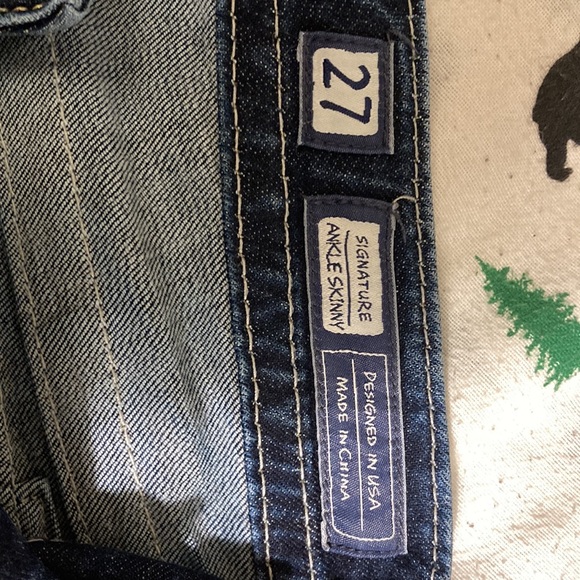 27
SIGNATURE
ANKLE SKINNY
DESIGNED IN USA
MADE IN CHINA